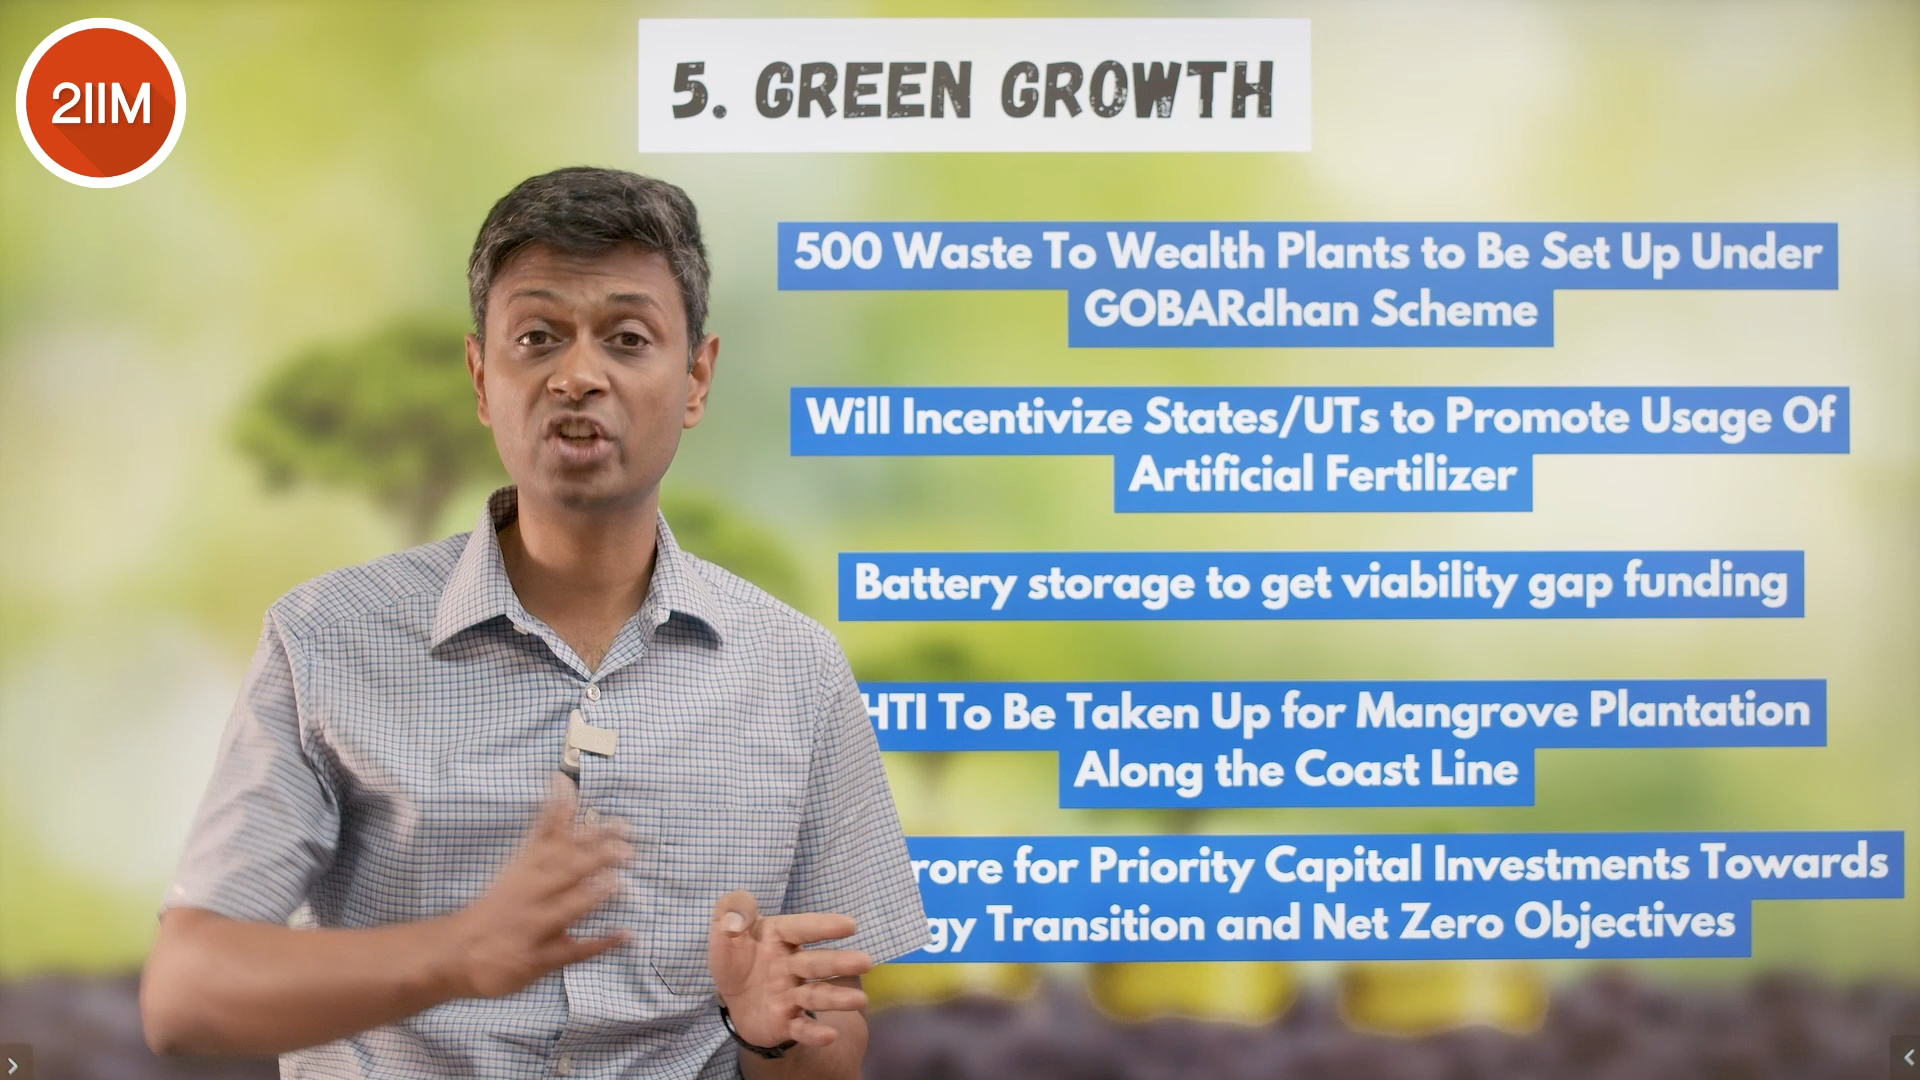 2IIM
5. GREEN GROWTH
500 Waste To Wealth Plants to Be Set Up Under
GOBARdhan Scheme
Will Incentivize States/UTs to Promote Usage Of
Artificial Fertilizer
Battery storage to get viability gap funding
To Be Taken Up for Mangrove Plantation
Along the Coast Line
for Priority Capital Investments Towards
Transition and Net Zero Objectives